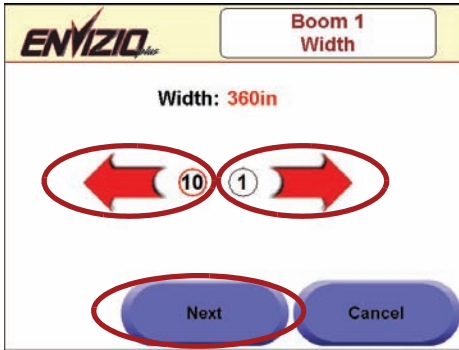 ENVIZIO plus
Boom 1
Width
Width: 360in
10 1
Next Cancel